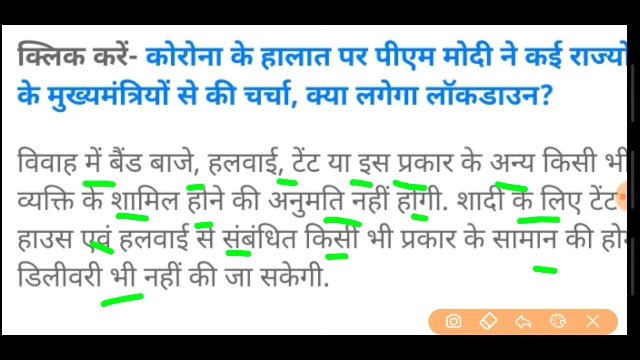 क्लिक करें- कोरोना के हालात पर पीएम मोदी ने कई राज्यो
के मुख्यमंत्रियों से की चर्चा, क्या लगेगा लॉकडाउन?
विवाह में बैंड बाजे, हलवाई, टेंट या इस प्रकार के अन्य किसी भी
व्यक्ति के शामिल होने की अनुमति नहीं होगी. शादी के लिए टेंट
हाउस एवं हलवाई से संबंधित किसी भी प्रकार के सामान की हो
डिलीवरी भी नहीं की जा सकेगी.